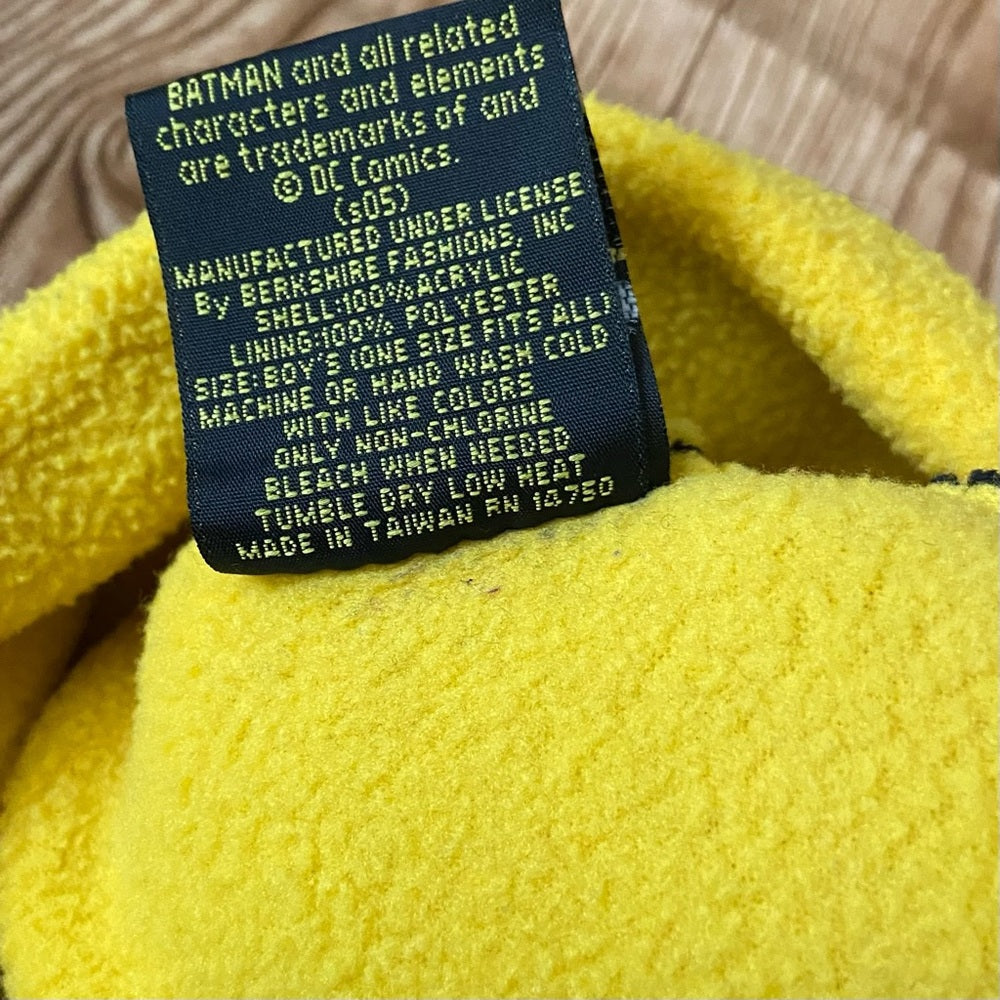 BATMAN and all related
characters and elements
are trademarks of and
© DC Comics.
(s05)
MANUFACTURED UNDER LICENSE
By BERKSHIRE FASHIONS, INC
SHELL:100%ACRYLIC
LINING:100% POLYESTER
SIZE:BOY'S (ONE SIZE FITS ALL)
MACHINE OR HAND WASH COLD
WITH LIKE COLORS
ONLY NON-CHLORINE
BLEACH WHEN NEEDED
TUMBLE DRY LOW HEAT
MADE IN TAIWAN RN 14750